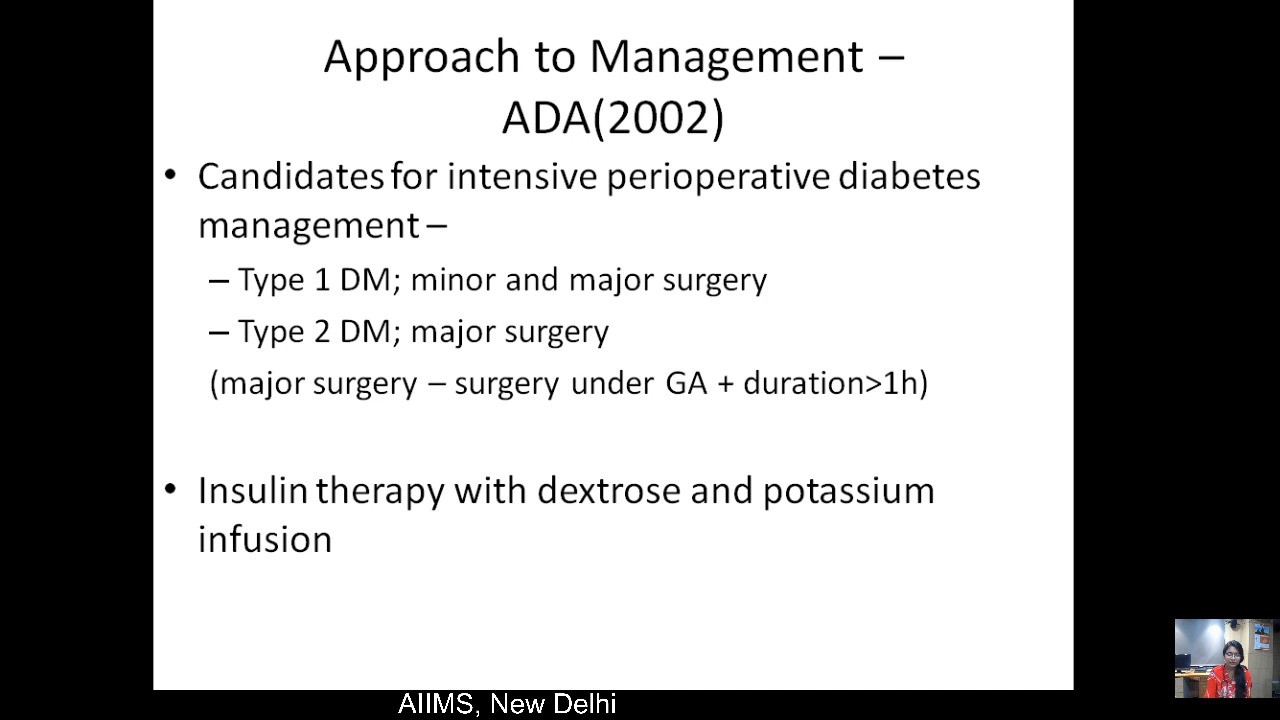 Approach to Management –
ADA(2002)
• Candidates for intensive perioperative diabetes
management –
– Type 1 DM; minor and major surgery
– Type 2 DM; major surgery
(major surgery – surgery under GA + duration>1h)
• Insulin therapy with dextrose and potassium
infusion
AIIMS, New Delhi